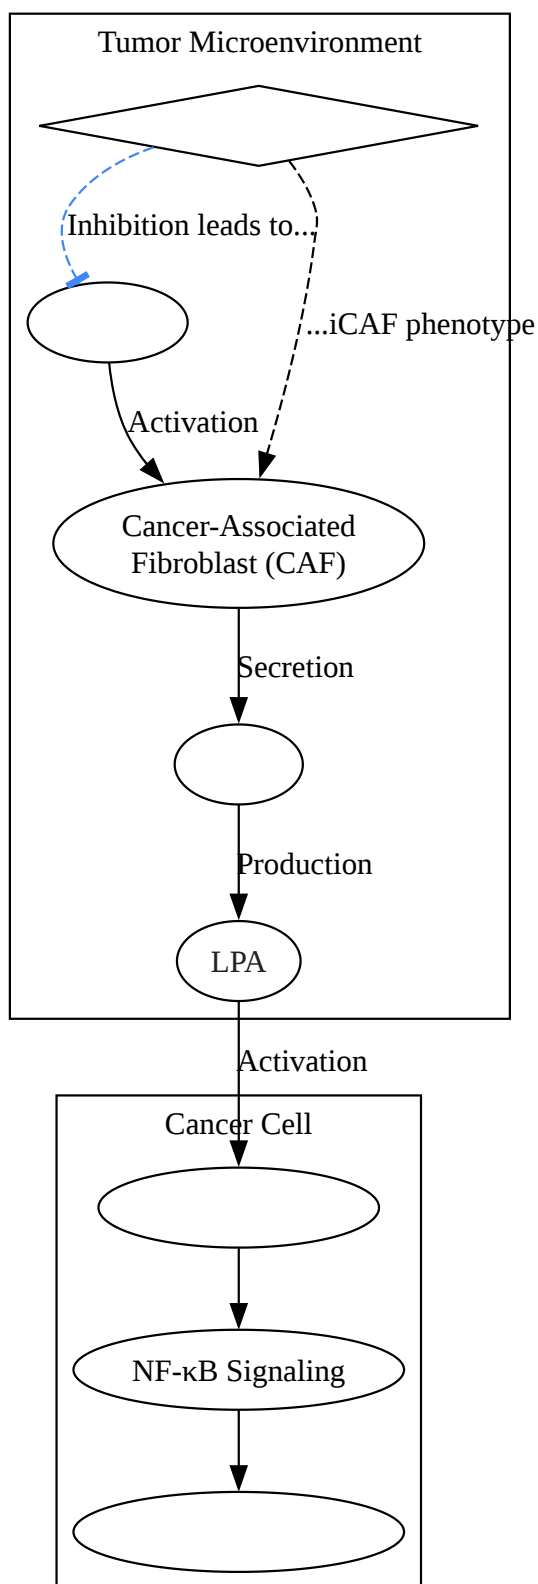 Tumor Microenvironment
Inhibition leads to...
...iCAF phenotype
Activation
Cancer-Associated
Fibroblast (CAF)
Secretion
Production
LPA
Activation
Cancer Cell
NF-κB Signaling